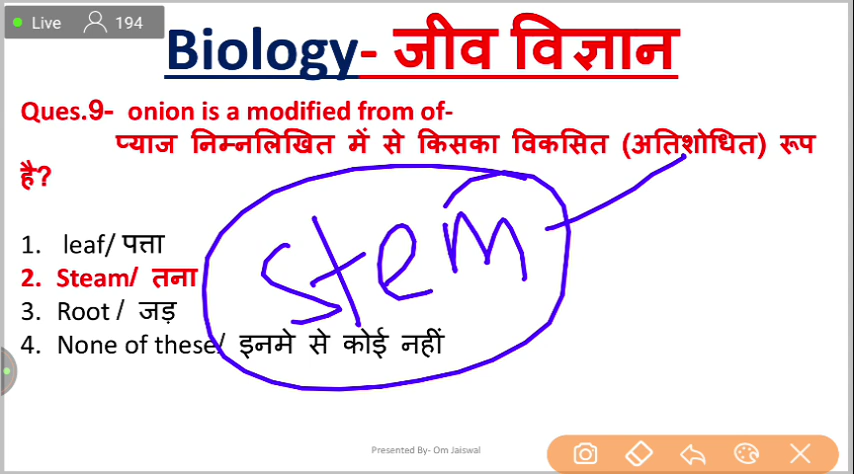 Live 194
Biology- जीव विज्ञान
Ques.9- onion is a modified from of-
प्याज निम्नलिखित में से किसका विकसित (अतिशोधित) रूप
है?
1. leaf/ पत्ता
2. Steam/ तना
3. Root / जड़
4. None of these/ इनमे से कोई नहीं
Stem
Presented By- Om Jaiswal